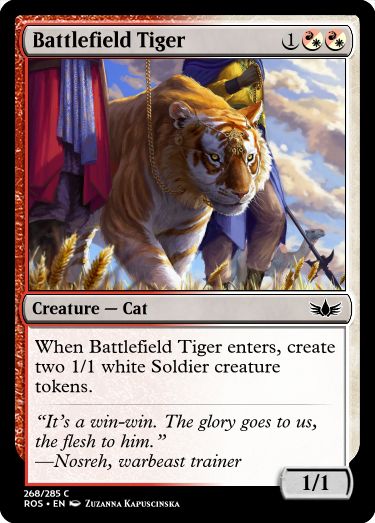 Battlefield Tiger 1
Creature — Cat
When Battlefield Tiger enters, create
two 1/1 white Soldier creature
tokens.
“It’s a win-win. The glory goes to us,
the flesh to him.”
—Nosreh, warbeast trainer
1/1
268/285 C
ROS • EN Zuzanna Kapuscinska